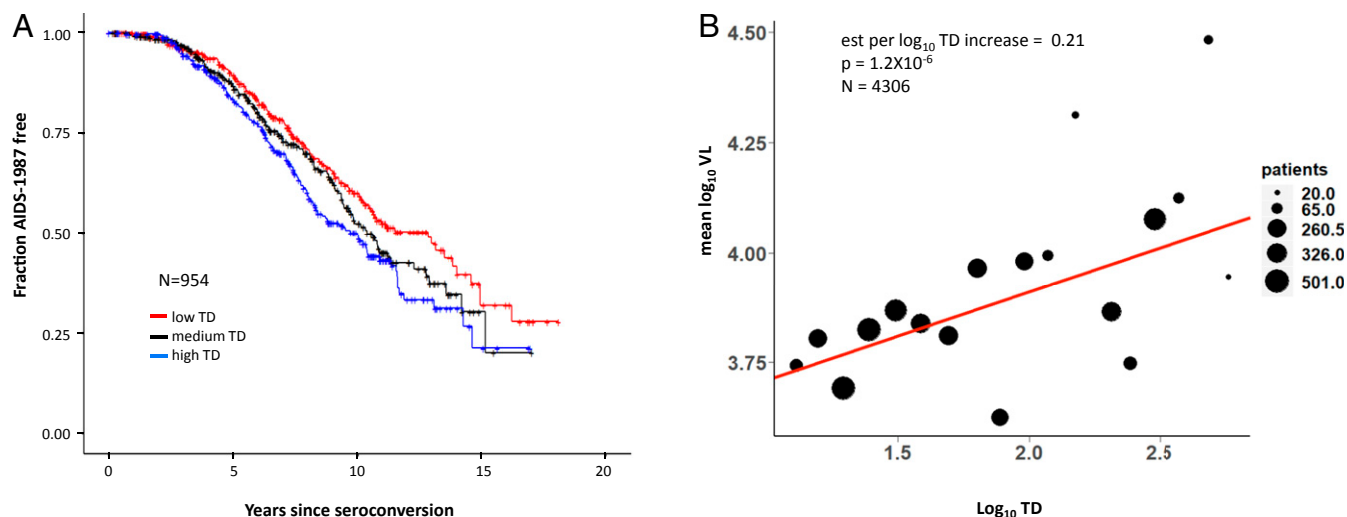 A
1.00
0.75
0.50
0.25
0.00
Fraction AIDS-1987 free
N=954
low TD
medium TD
high TD
0 5 10 15 20
Years since seroconversion
B
4.50
4.25
4.00
3.75
mean log10 VL
est per log10 TD increase = 0.21
p = 1.2X10-6
N = 4306
1.5 2.0 2.5
Log10 TD
patients
20.0
65.0
260.5
326.0
501.0